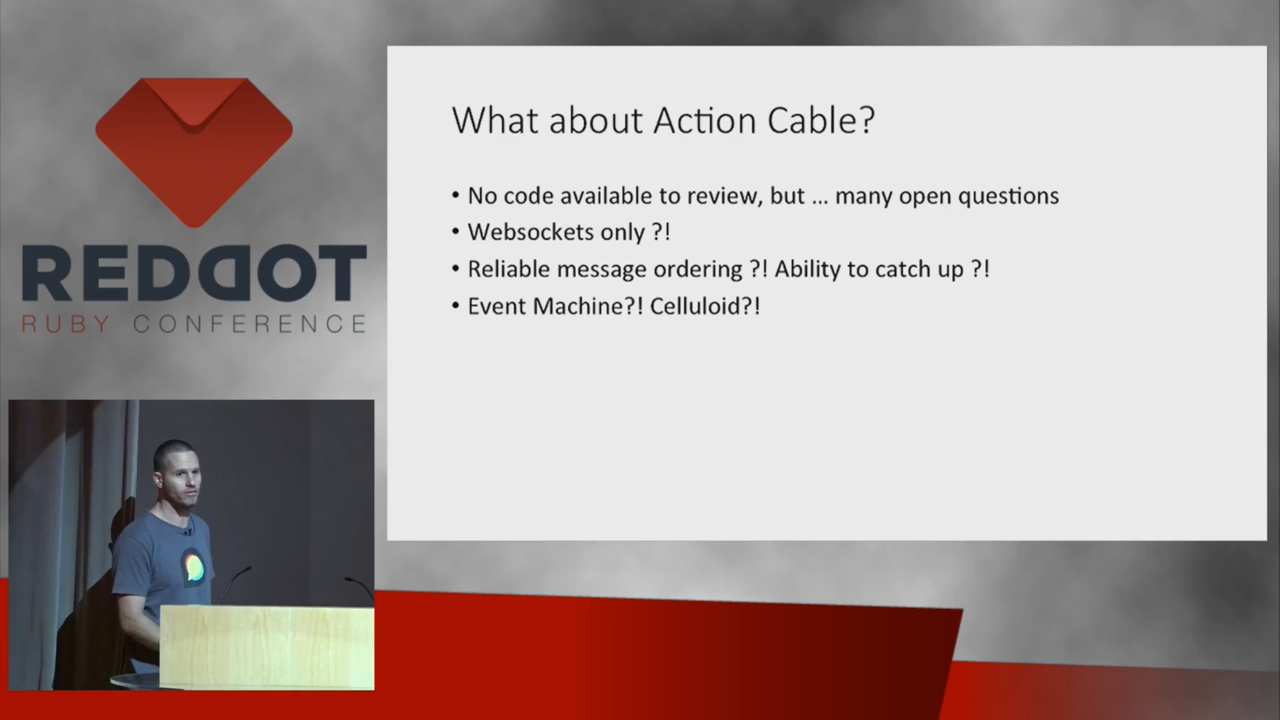 REDDOT
RUBY CONFERENCE
What about Action Cable?
• No code available to review, but ... many open questions
• Websockets only ?!
• Reliable message ordering ?! Ability to catch up ?!
• Event Machine?! Celluloid?!